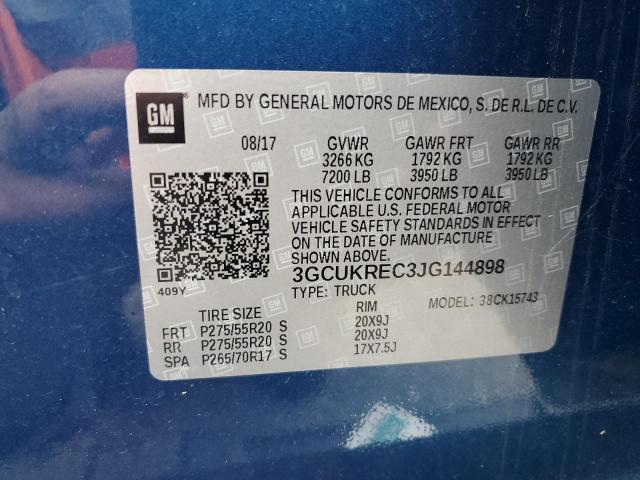 GM
MFD BY GENERAL MOTORS DE MEXICO, S. DE R.L. DE C.V.
08/17 GVWR GAWR FRT GAWR RR
3266 KG 1792 KG 1792 KG
7200 LB 3950 LB 3950 LB
THIS VEHICLE CONFORMS TO ALL
APPLICABLE U.S. FEDERAL MOTOR
VEHICLE SAFETY STANDARDS IN EFFECT
ON THE DATE OF MANUFACTURE
SHOWN ABOVE.
3GCUKREC3JG144898
409Y TYPE: TRUCK MODEL: 38CK15743
TIRE SIZE RIM
FRT P275/55R20 S 20X9J
RR P275/55R20 S 20X9J
SPA P265/70R17 S 17X7.5J